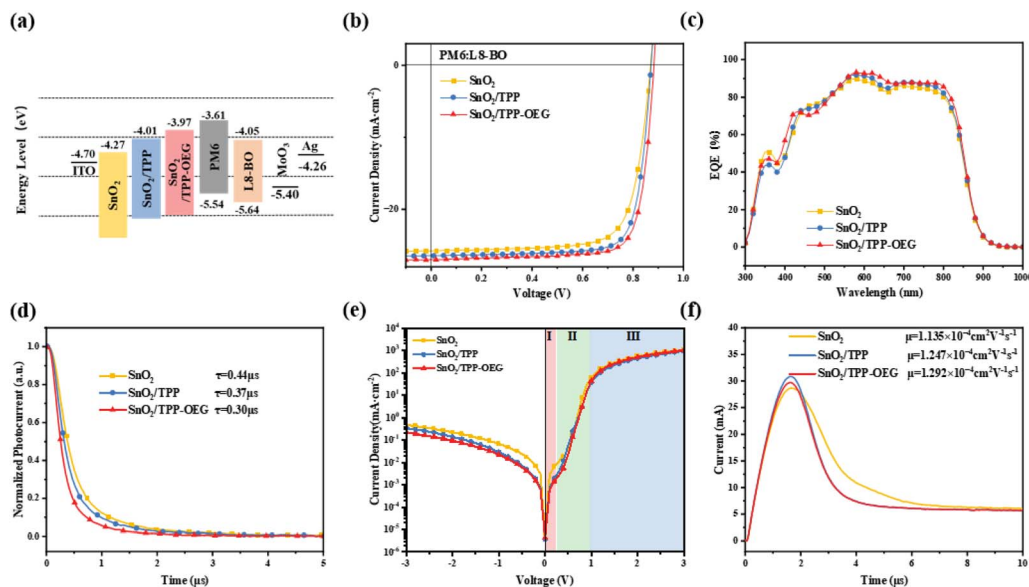 (a)
Energy Level (eV)
-4.70
ITO
-4.27
SnO₂
-4.01
SnO₂/TPP
-3.97
SnO₂
/TPP-OEG
-3.61
PM6
-5.54
-4.05
L8-BO
-5.64
MoO₃
-5.40
Ag
-4.26
(b)
PM6:L8-BO
SnO₂
SnO₂/TPP
SnO₂/TPP-OEG
Current Density (mA·cm⁻²)
0
-20
0.0 0.2 0.4 0.6 0.8 1.0
Voltage (V)
(c)
EQE (%)
100
80
60
40
20
0
SnO₂
SnO₂/TPP
SnO₂/TPP-OEG
300 400 500 600 700 800 900 1000
Wavelength (nm)
(d)
Normalized Photocurrent (a.u.)
1.0
0.8
0.6
0.4
0.2
0.0
SnO₂ τ=0.44μs
SnO₂/TPP τ=0.37μs
SnO₂/TPP-OEG τ=0.30μs
0 1 2 3 4 5
Time (μs)
(e)
Current Density(mA·cm⁻²)
10⁴
10³
10²
10¹
10⁰
10⁻¹
10⁻²
10⁻³
10⁻⁴
10⁻⁵
10⁻⁶
SnO₂
SnO₂/TPP
SnO₂/TPP-OEG
I II III
-3 -2 -1 0 1 2 3
Voltage (V)
(f)
Current (mA)
40
35
30
25
20
15
10
5
0
SnO₂ μ=1.135×10⁻⁴cm²V⁻¹s⁻¹
SnO₂/TPP μ=1.247×10⁻⁴cm²V⁻¹s⁻¹
SnO₂/TPP-OEG μ=1.292×10⁻⁴cm²V⁻¹s⁻¹
0 2 4 6 8 10
Time (μs)